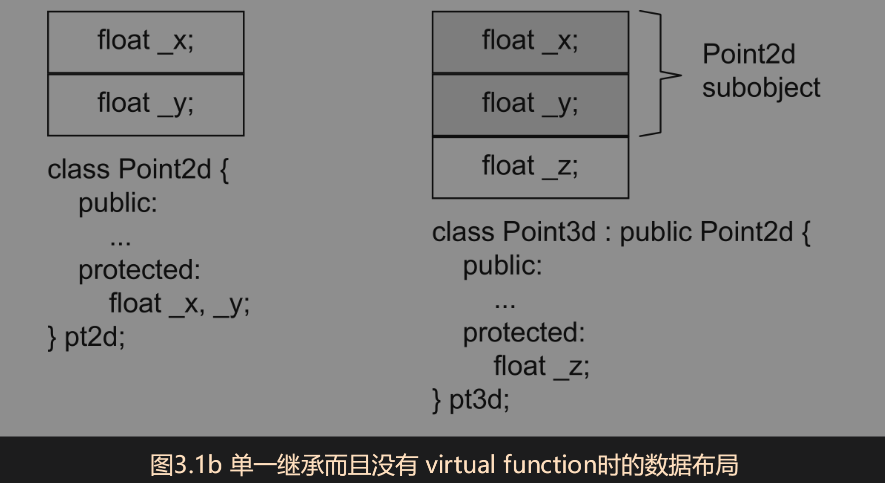 float _x;
float _y;
class Point2d {
public:
...
protected:
float _x, _y;
} pt2d;
float _x;
float _y;
float _z;
Point2d
subobject
class Point3d : public Point2d {
public:
...
protected:
float _z;
} pt3d;
图3.1b 单一继承而且没有 virtual function时的数据布局